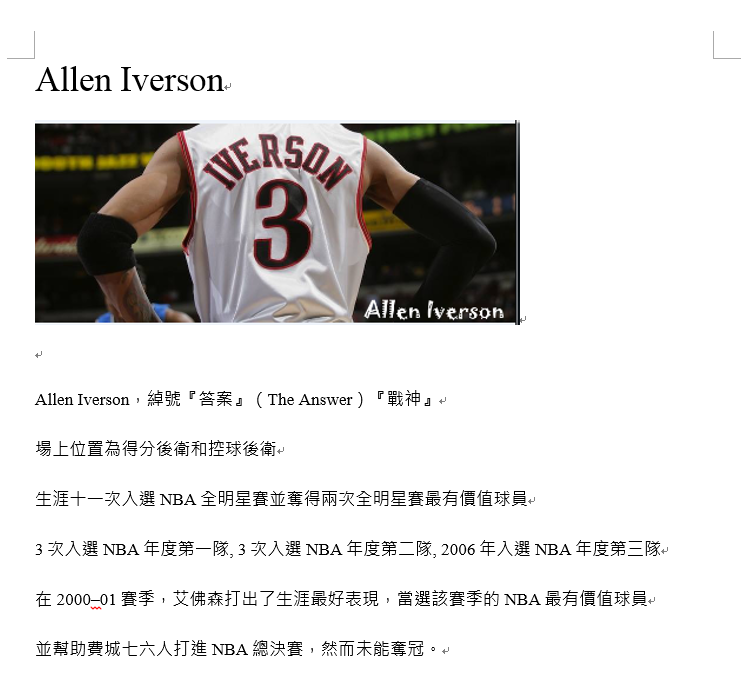 Allen Iverson
IVERSON
3
Allen Iverson
Allen Iverson，綽號『答案』（The Answer）『戰神』
場上位置為得分後衛和控球後衛
生涯十一次入選 NBA 全明星賽並奪得兩次全明星賽最有價值球員
3 次入選 NBA 年度第一隊, 3 次入選 NBA 年度第二隊, 2006 年入選 NBA 年度第三隊
在 2000–01 賽季，艾佛森打出了生涯最好表現，當選該賽季的 NBA 最有價值球員
並幫助費城七六人打進 NBA 總決賽，然而未能奪冠。